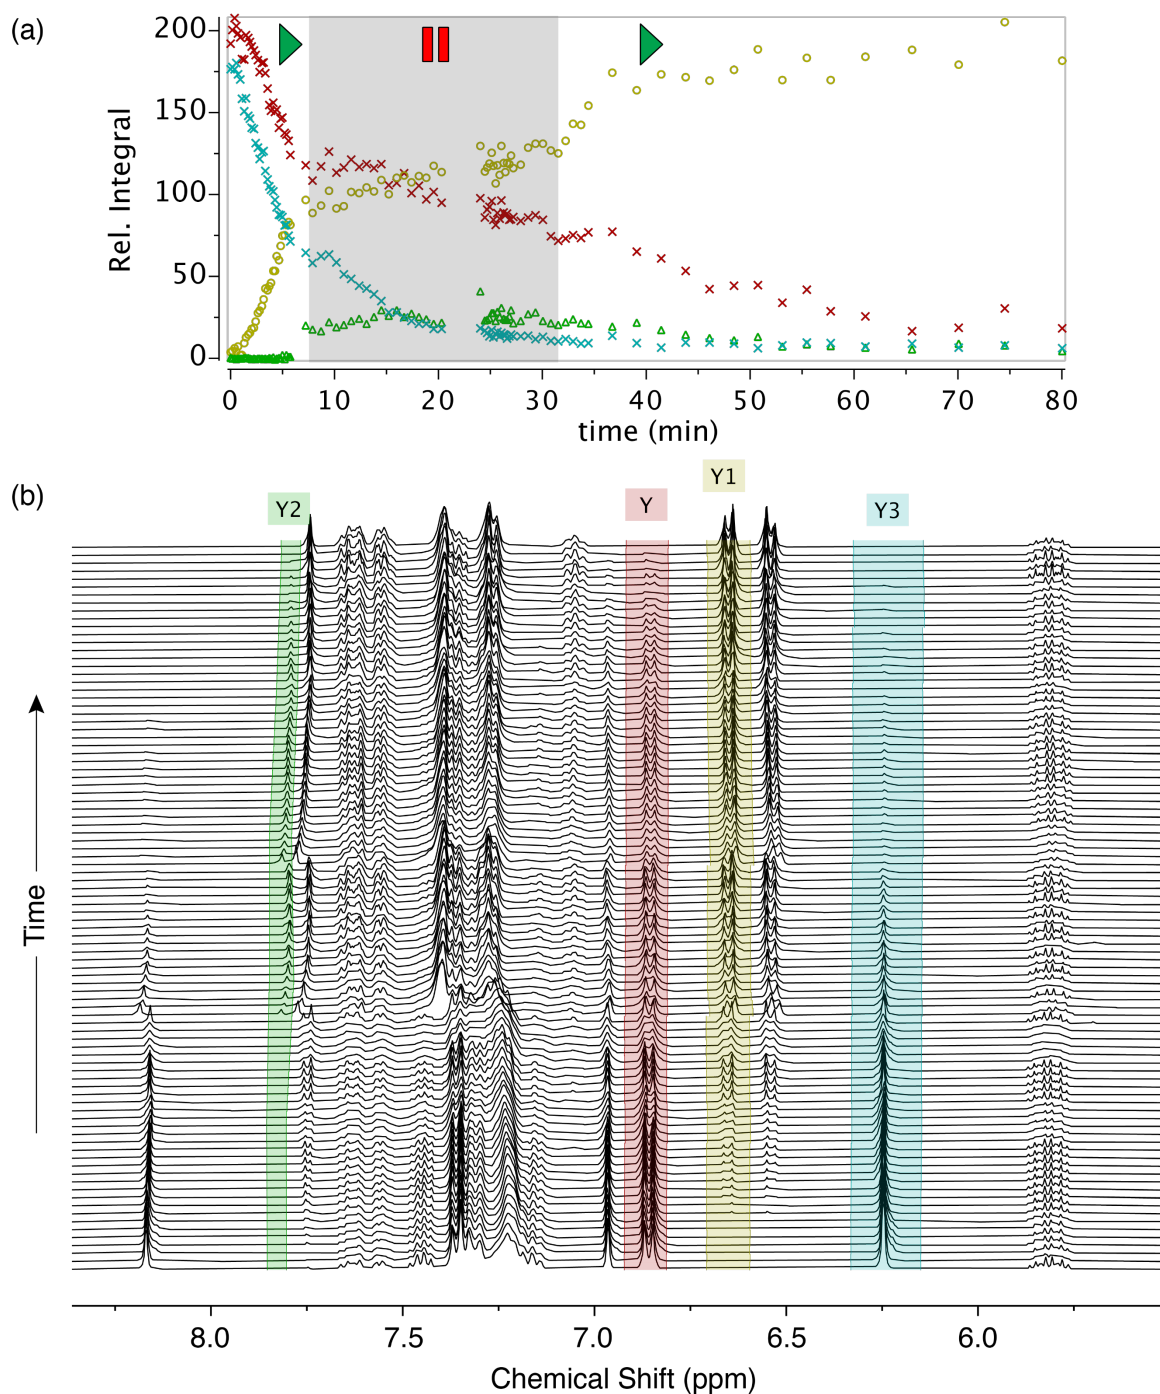 (a)
Rel. Integral
200
150
100
50
0
0 10 20 30 40 50 60 70 80
time (min)
(b)
Y2 Y Y1 Y3
Time
8.0 7.5 7.0 6.5 6.0
Chemical Shift (ppm)